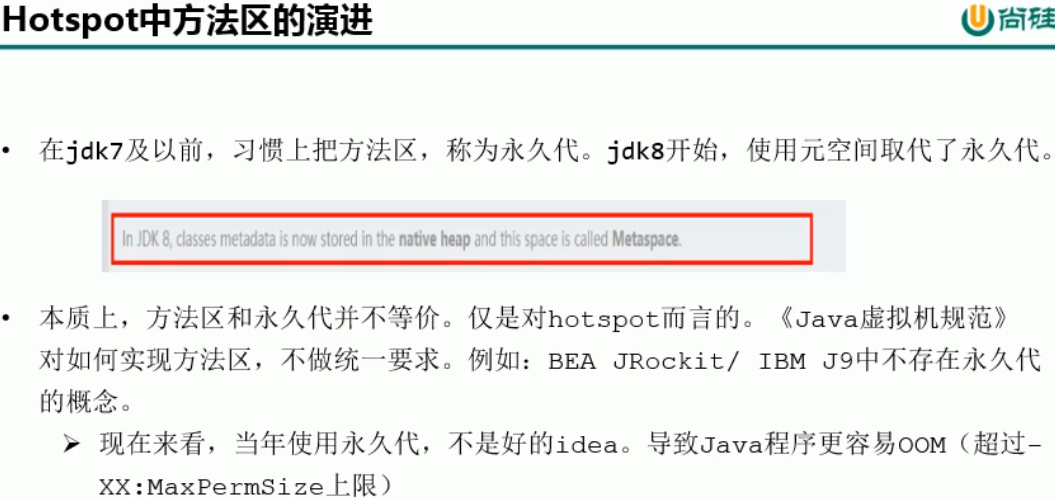 Hotspot中方法区的演进
尚硅
• 在jdk7及以前，习惯上把方法区，称为永久代。jdk8开始，使用元空间取代了永久代。
In JDK 8, classes metadata is now stored in the native heap and this space is called Metaspace.
• 本质上，方法区和永久代并不等价。仅是对hotspot而言的。《Java虚拟机规范》
对如何实现方法区，不做统一要求。例如：BEA JRockit/ IBM J9中不存在永久代
的概念。
➢ 现在来看，当年使用永久代，不是好的idea。导致Java程序更容易OOM（超过-
XX:MaxPermSize上限）